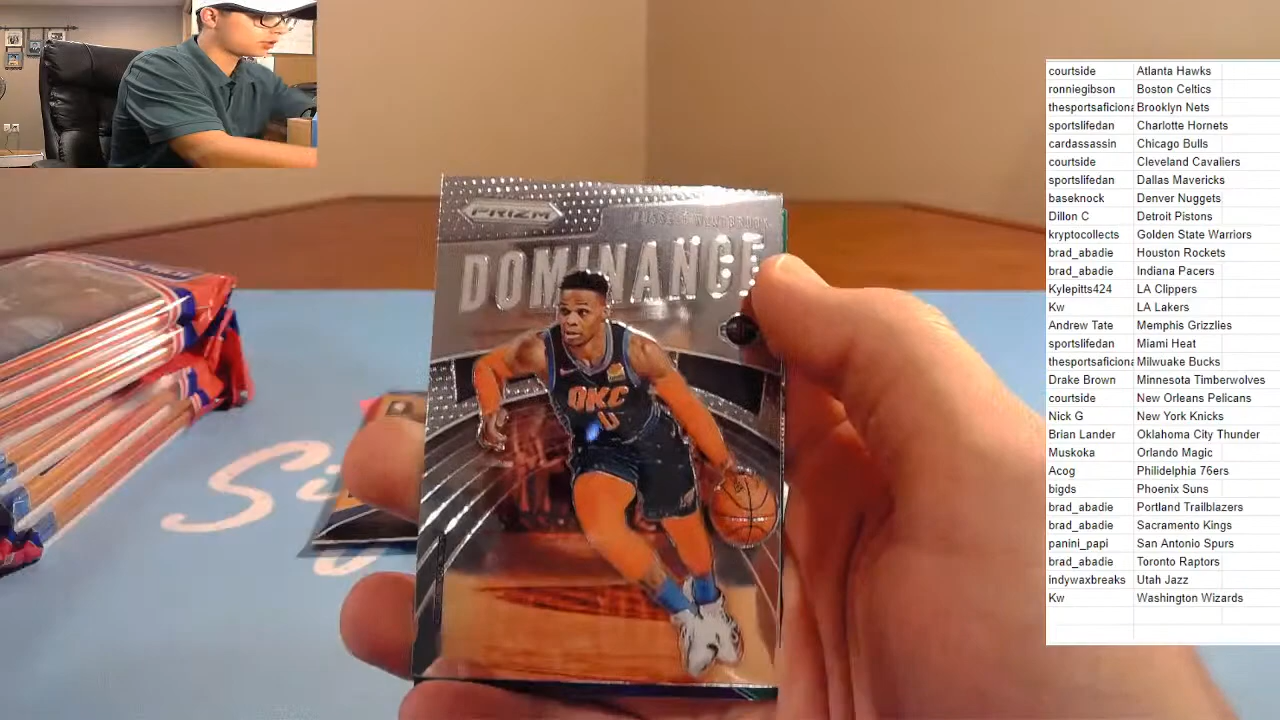 PRIZM
RUSSELL WESTBROOK
DOMINANCE
OKC
courtside Atlanta Hawks
ronniegibson Boston Celtics
thesportsaficiona Brooklyn Nets
sportslifedan Charlotte Hornets
cardassassin Chicago Bulls
courtside Cleveland Cavaliers
sportslifedan Dallas Mavericks
baseknock Denver Nuggets
Dillon C Detroit Pistons
kryptocollects Golden State Warriors
brad_abadie Houston Rockets
brad_abadie Indiana Pacers
Kylepitts424 LA Clippers
Kw LA Lakers
Andrew Tate Memphis Grizzlies
sportslifedan Miami Heat
thesportsaficiona Milwuake Bucks
Drake Brown Minnesota Timberwolves
courtside New Orleans Pelicans
Nick G New York Knicks
Brian Lander Oklahoma City Thunder
Muskoka Orlando Magic
Acog Philidelphia 76ers
bigds Phoenix Suns
brad_abadie Portland Trailblazers
brad_abadie Sacramento Kings
panini_papi San Antonio Spurs
brad_abadie Toronto Raptors
indywaxbreaks Utah Jazz
Kw Washington Wizards